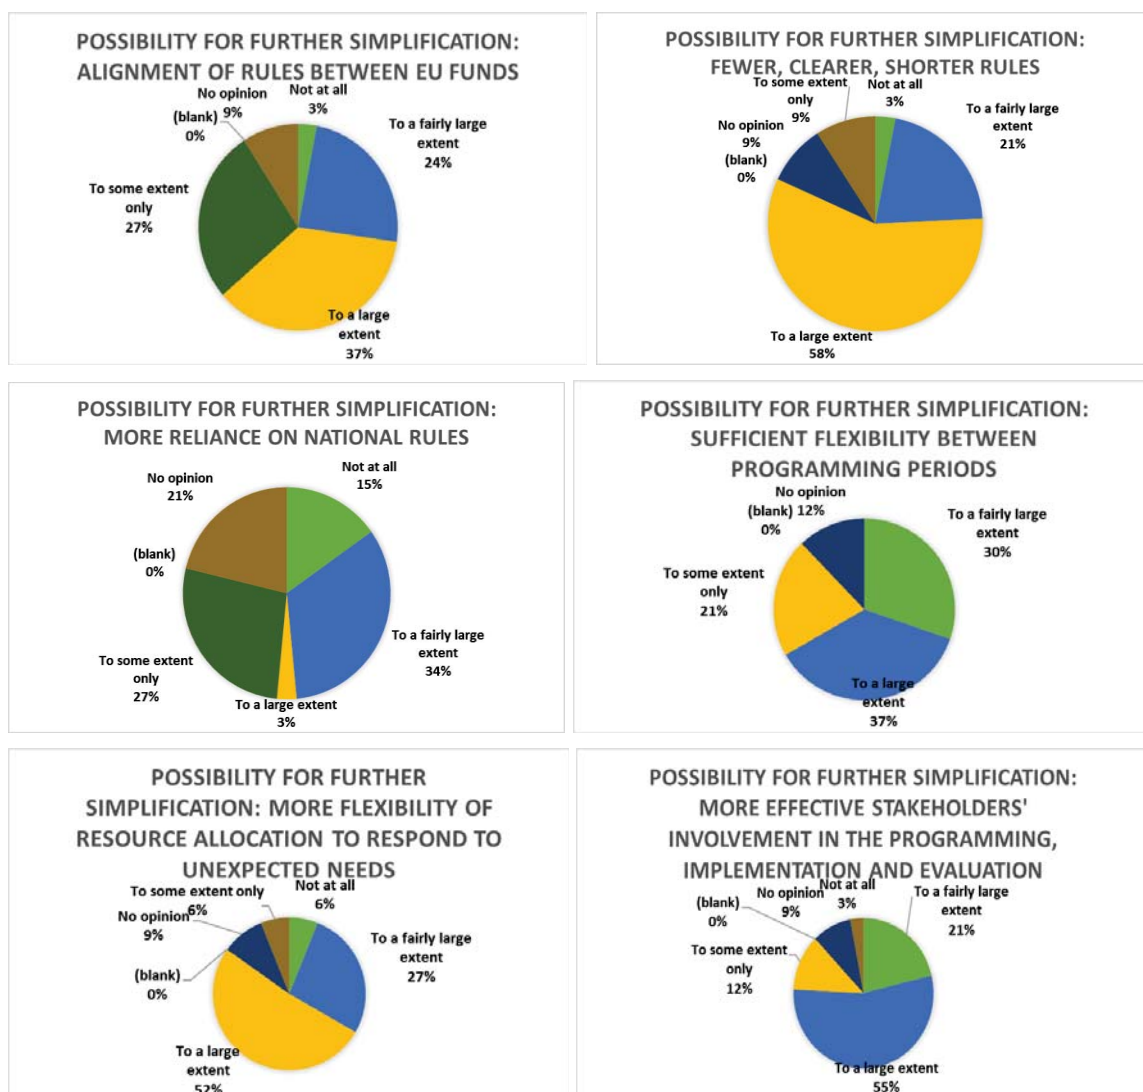 POSSIBILITY FOR FURTHER SIMPLIFICATION:
ALIGNMENT OF RULES BETWEEN EU FUNDS
No opinion
9%
Not at all
3%
(blank)
0%
To a fairly large
extent
24%
To some extent
only
27%
To a large
extent
37%
POSSIBILITY FOR FURTHER SIMPLIFICATION:
FEWER, CLEARER, SHORTER RULES
To some extent
only
9%
Not at all
3%
To a fairly large
extent
21%
No opinion
9%
(blank)
0%
To a large extent
58%
POSSIBILITY FOR FURTHER SIMPLIFICATION:
MORE RELIANCE ON NATIONAL RULES
No opinion
21%
Not at all
15%
(blank)
0%
To a fairly large
extent
34%
To some extent
only
27%
To a large extent
3%
POSSIBILITY FOR FURTHER SIMPLIFICATION:
SUFFICIENT FLEXIBILITY BETWEEN
PROGRAMMING PERIODS
No opinion
12%
(blank)
0%
To a fairly large
extent
30%
To some extent
only
21%
To a large
extent
37%
POSSIBILITY FOR FURTHER
SIMPLIFICATION: MORE FLEXIBILITY OF
RESOURCE ALLOCATION TO RESPOND TO
UNEXPECTED NEEDS
To some extent only
6%
Not at all
6%
No opinion
9%
To a fairly large
extent
27%
(blank)
0%
To a large
extent
52%
POSSIBILITY FOR FURTHER SIMPLIFICATION:
MORE EFFECTIVE STAKEHOLDERS'
INVOLVEMENT IN THE PROGRAMMING,
IMPLEMENTATION AND EVALUATION
No opinion
9%
Not at all
3%
To a fairly large
extent
21%
(blank)
0%
To some extent
only
12%
To a large extent
55%